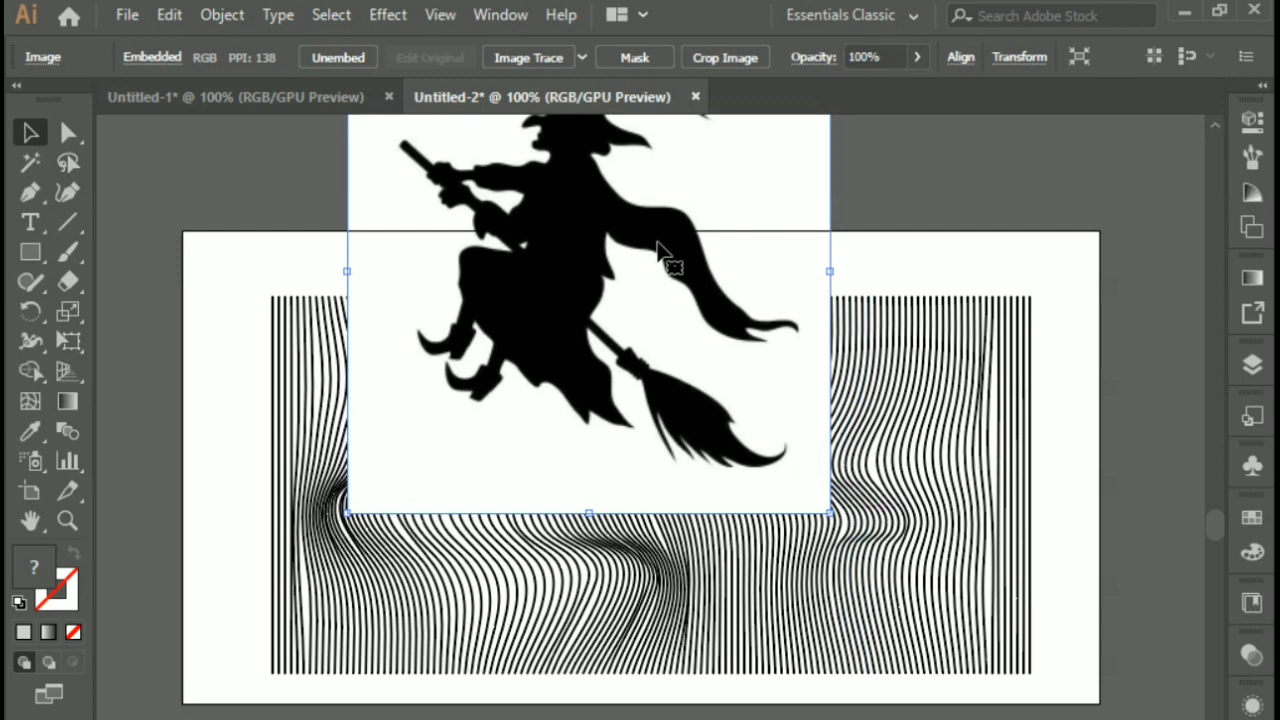 Ai File Edit Object Type Select Effect View Window Help Essentials Classic Search Adobe Stock
Image Embedded RGB PPI: 138 Unembed Edit Original Image Trace Mask Crop Image Opacity: 100% Align Transform
Untitled-1* @ 100% (RGB/GPU Preview) × Untitled-2* @ 100% (RGB/GPU Preview) ×
T
?